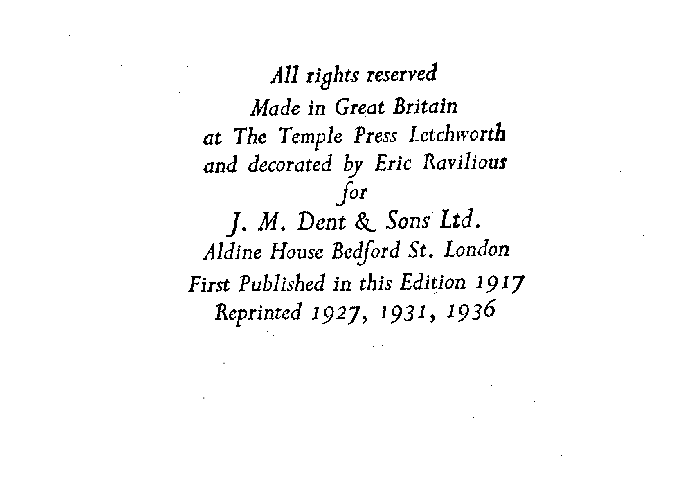 All rights reserved
Made in Great Britain
at The Temple Press Letchworth
and decorated by Eric Ravilious
for
J. M. Dent & Sons Ltd.
Aldine House Bedford St. London
First Published in this Edition 1917
Reprinted 1927, 1931, 1936